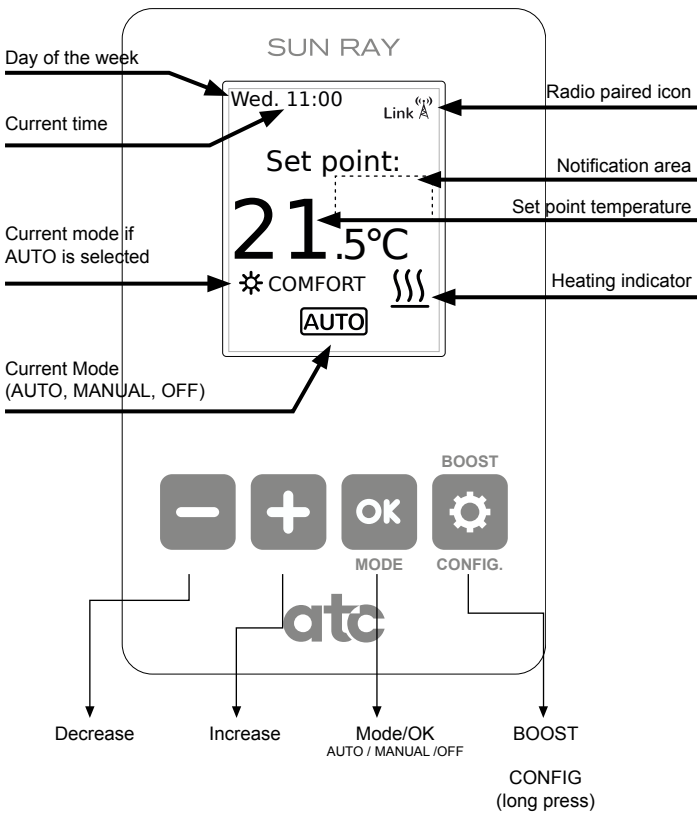 SUN RAY
Day of the week
Wed. 11:00
Link
Radio paired icon
Current time
Set point:
Notification area
21.5°C
Set point temperature
Current mode if
AUTO is selected
COMFORT
Heating indicator
AUTO
Current Mode
(AUTO, MANUAL, OFF)
BOOST
OK
MODE
CONFIG.
atc
Decrease
Increase
Mode/OK
AUTO / MANUAL /OFF
BOOST
CONFIG
(long press)